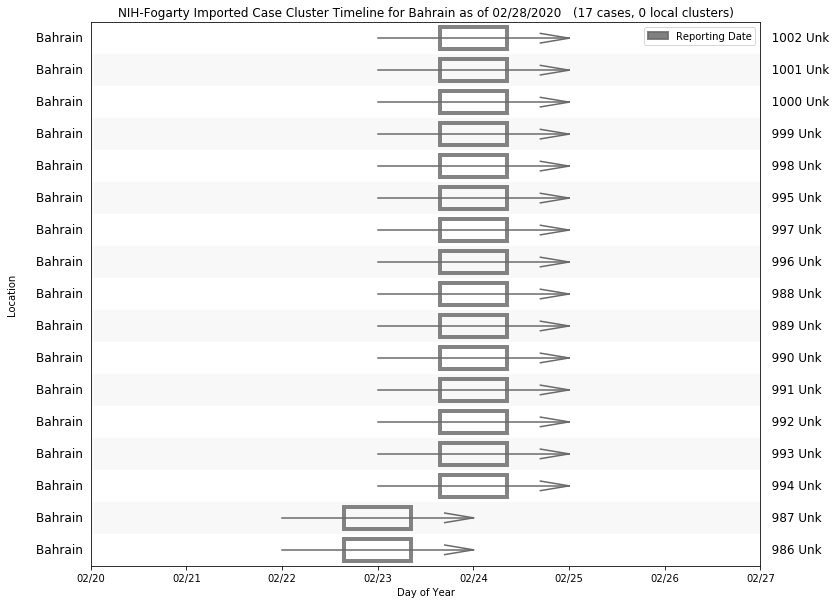 NIH-Fogarty Imported Case Cluster Timeline for Bahrain as of 02/28/2020 (17 cases, 0 local clusters)
Reporting Date
Bahrain 1002 Unk
Bahrain 1001 Unk
Bahrain 1000 Unk
Bahrain 999 Unk
Bahrain 998 Unk
Bahrain 995 Unk
Bahrain 997 Unk
Bahrain 996 Unk
Bahrain 988 Unk
Bahrain 989 Unk
Bahrain 990 Unk
Bahrain 991 Unk
Bahrain 992 Unk
Bahrain 993 Unk
Bahrain 994 Unk
Bahrain 987 Unk
Bahrain 986 Unk
Location
02/20 02/21 02/22 02/23 02/24 02/25 02/26 02/27
Day of Year